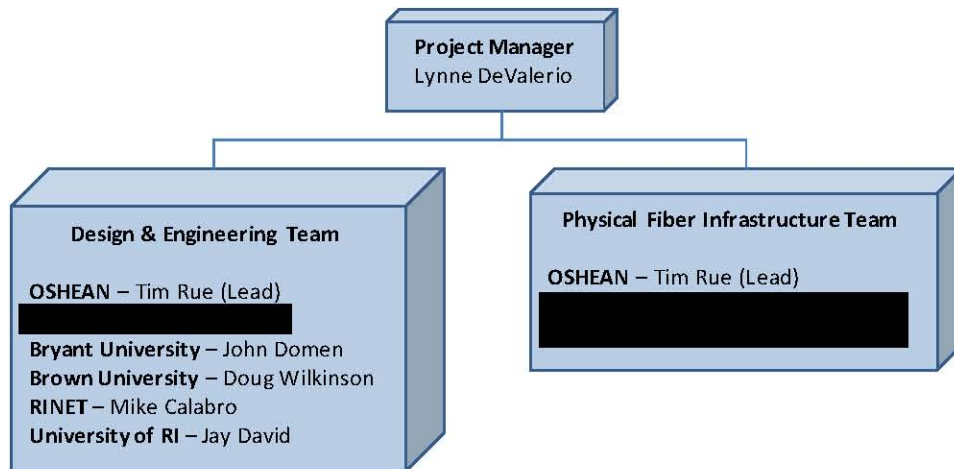 Project Manager
Lynne DeValerio
Design & Engineering Team
OSHEAN – Tim Rue (Lead)
Bryant University – John Domen
Brown University – Doug Wilkinson
RINET – Mike Calabro
University of RI – Jay David
Physical Fiber Infrastructure Team
OSHEAN – Tim Rue (Lead)